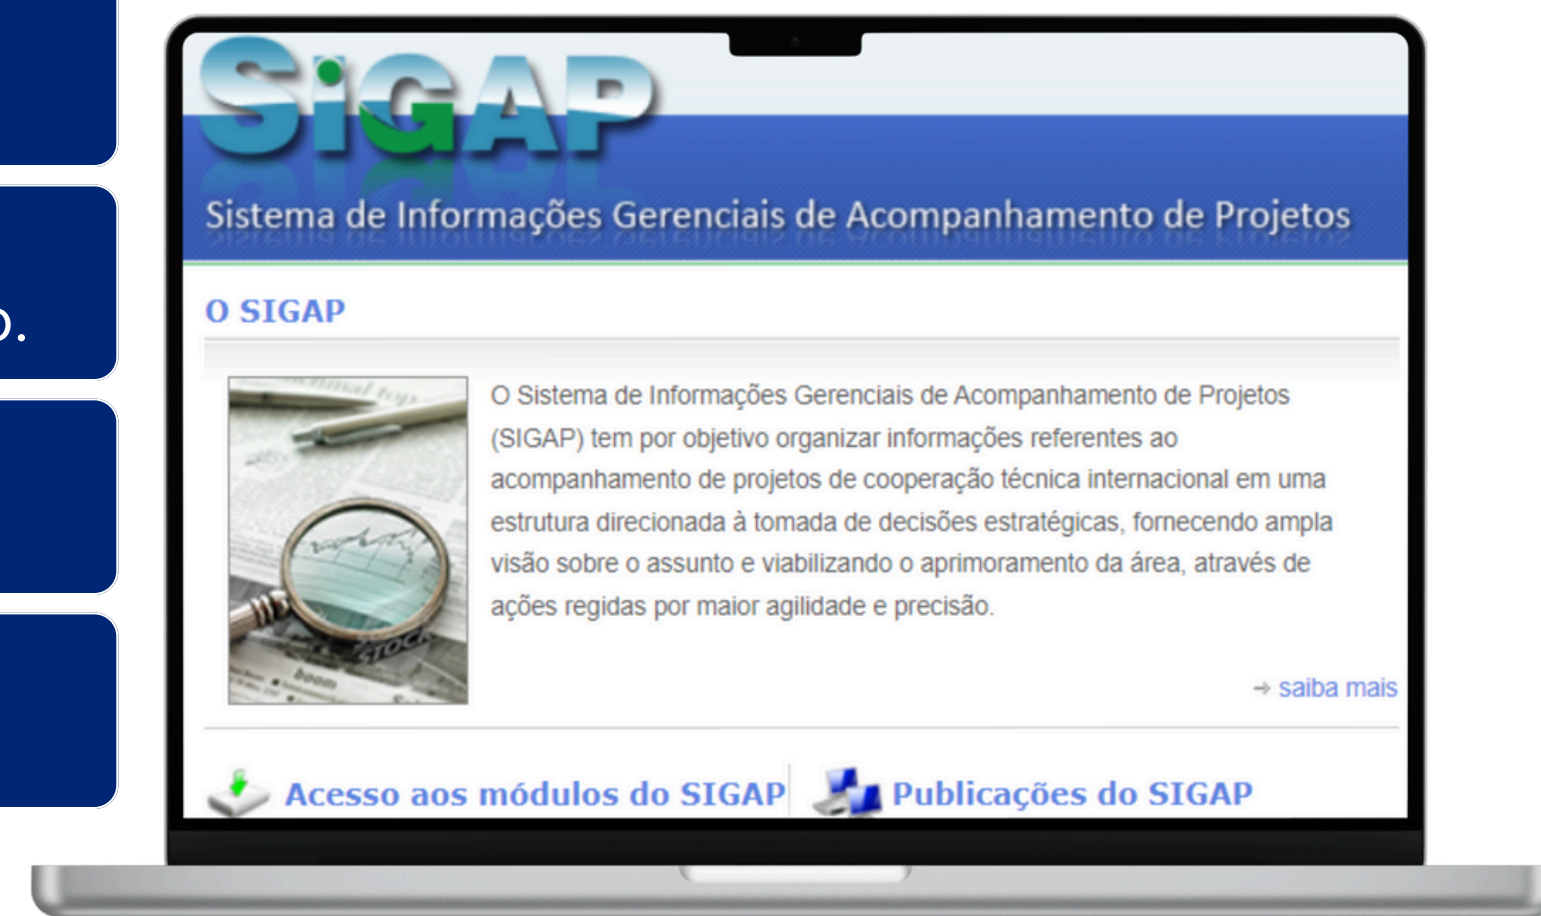 o.
SiGAP
Sistema de Informações Gerenciais de Acompanhamento de Projetos
O SIGAP
O Sistema de Informações Gerenciais de Acompanhamento de Projetos
(SIGAP) tem por objetivo organizar informações referentes ao
acompanhamento de projetos de cooperação técnica internacional em uma
estrutura direcionada à tomada de decisões estratégicas, fornecendo ampla
visão sobre o assunto e viabilizando o aprimoramento da área, através de
ações regidas por maior agilidade e precisão.
boom
STOCK
→ saiba mais
Acesso aos módulos do SIGAP
Publicações do SIGAP